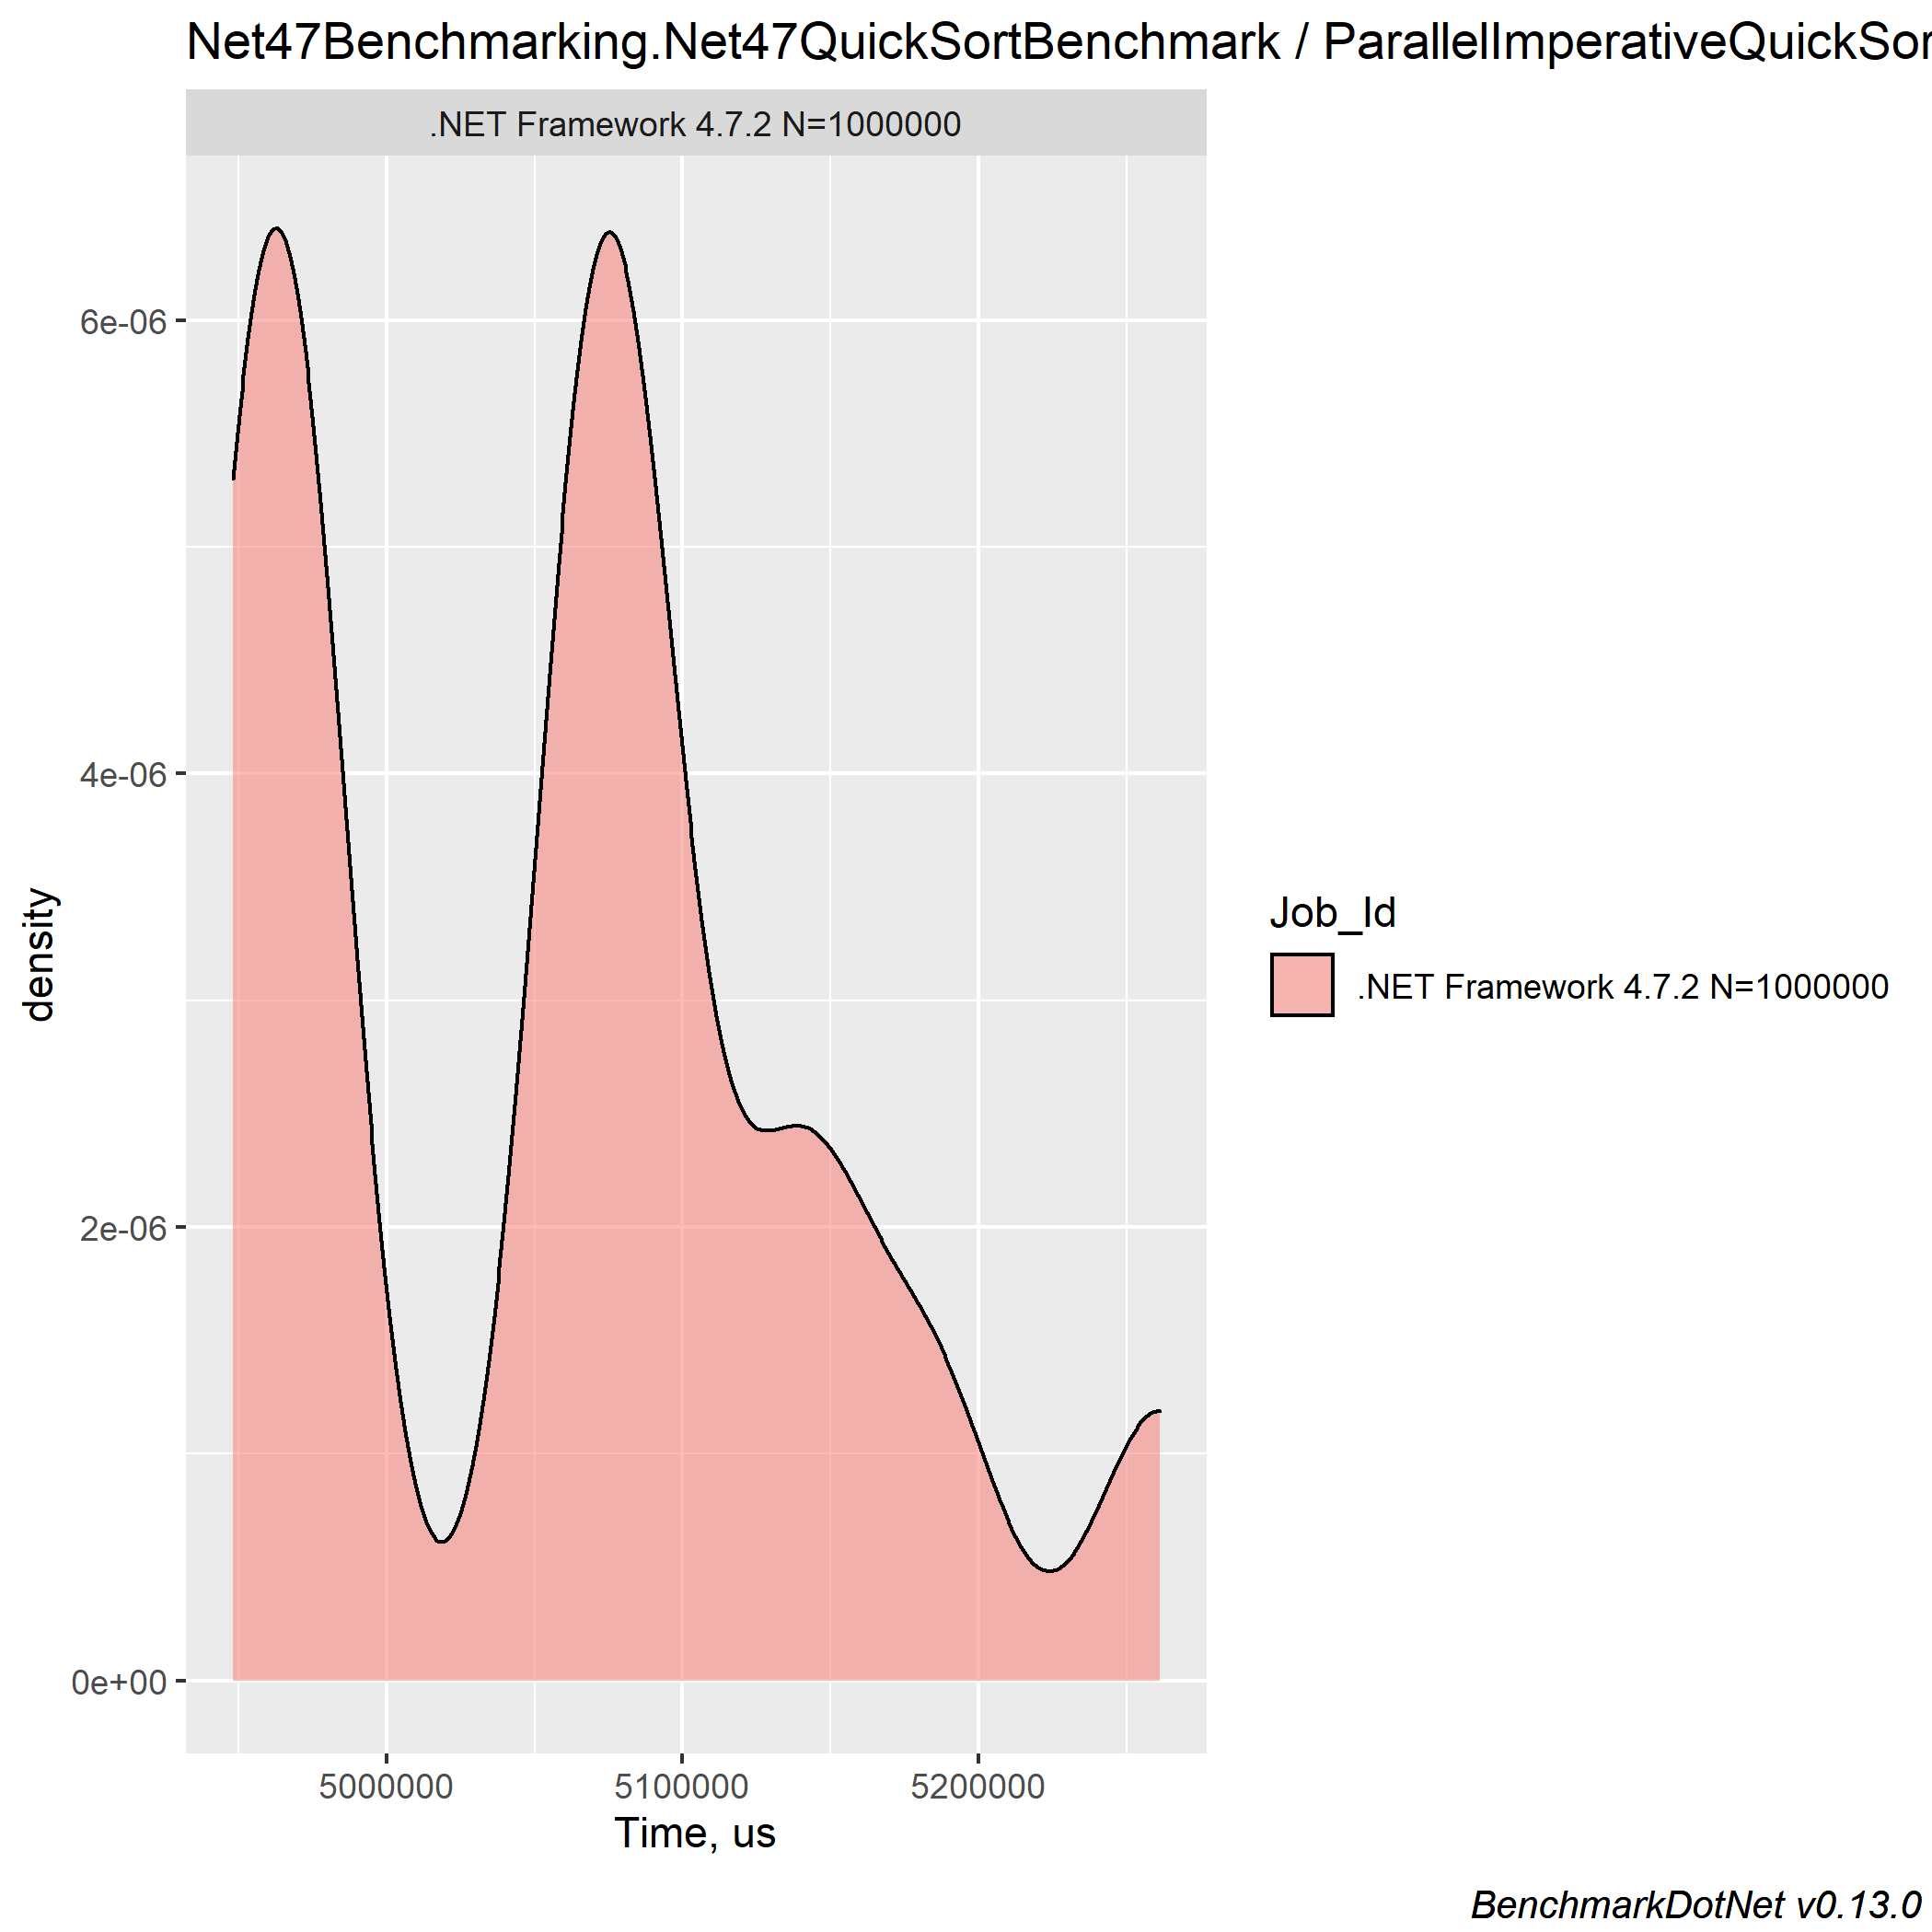 Net47Benchmarking.Net47QuickSortBenchmark / ParallelImperativeQuickSor
.NET Framework 4.7.2 N=1000000
6e-06
4e-06
2e-06
0e+00
density
5000000 5100000 5200000
Time, us
Job_Id
.NET Framework 4.7.2 N=1000000
BenchmarkDotNet v0.13.0